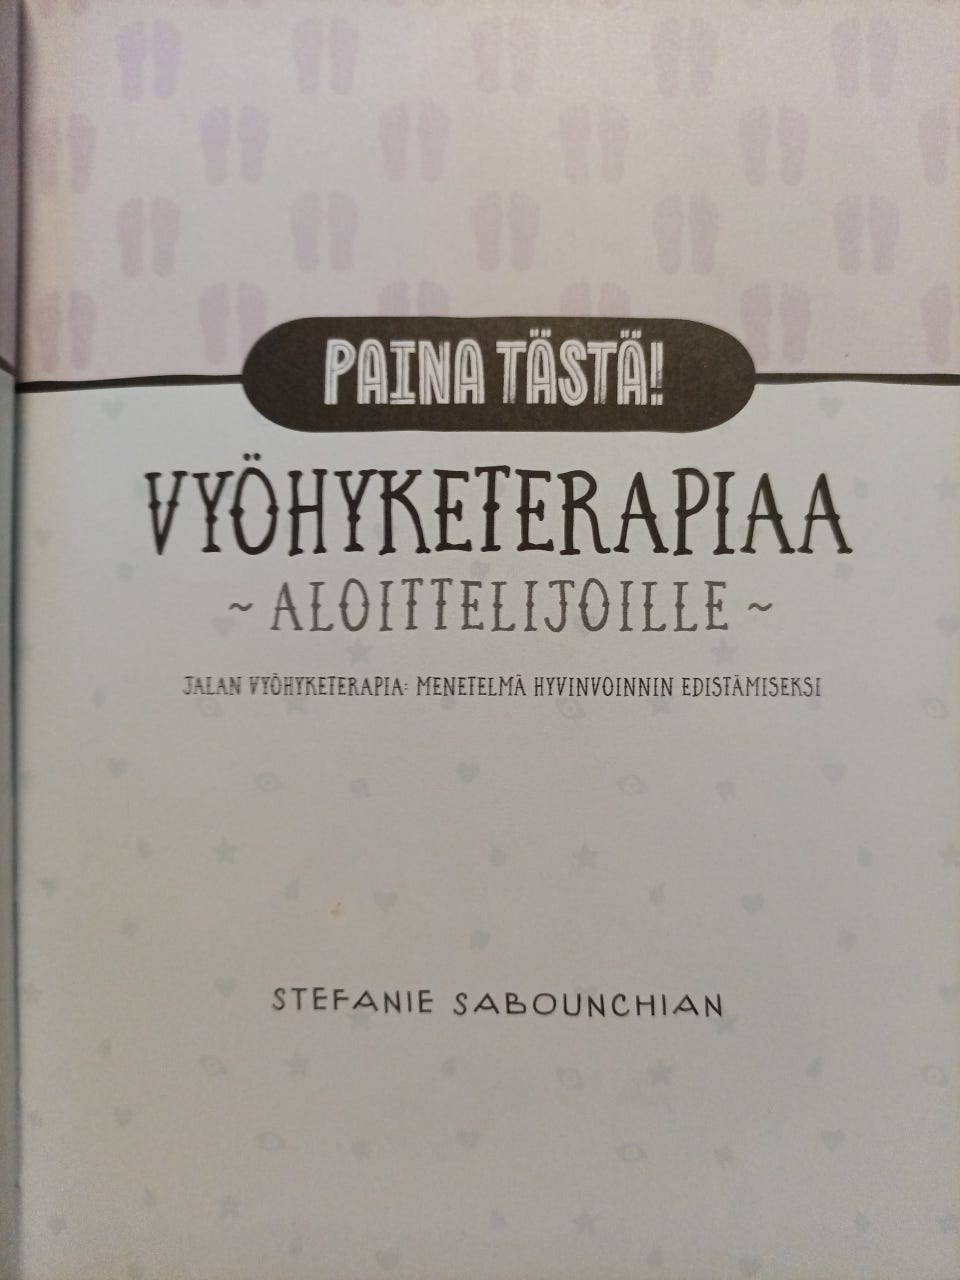 PAINA TÄSTÄ!
VYÖHYKETERAPIAA
~ ALOITTELIJOILLE ~
JALAN VYÖHYKETERAPIA: MENETELMÄ HYVINVOINNIN EDISTÄMISEKSI
STEFANIE SABOUNCHIAN